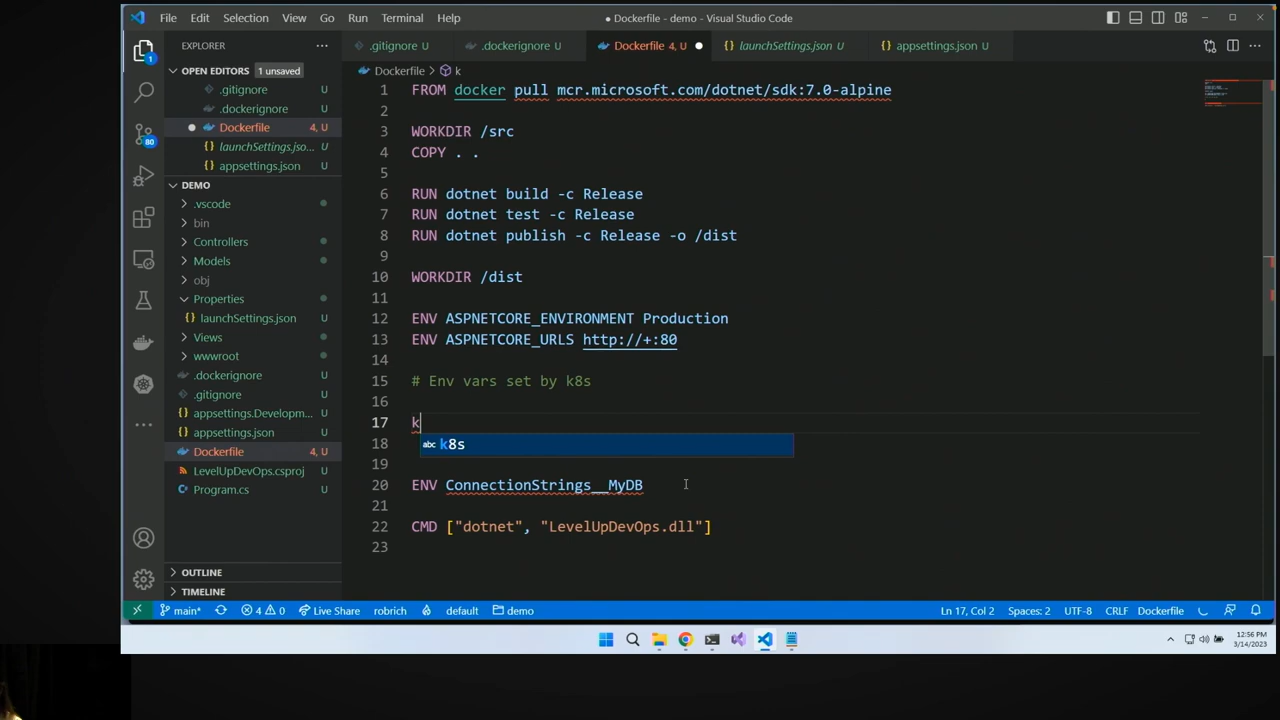 File Edit Selection View Go Run Terminal Help
● Dockerfile - demo - Visual Studio Code
EXPLORER
.gitignore U
.dockerignore U
Dockerfile 4, U
launchSettings.json U
appsettings.json U
OPEN EDITORS 1 unsaved
.gitignore
.dockerignore
Dockerfile 4, U
launchSettings.jso... U
appsettings.json U
DEMO
.vscode
bin
Controllers
Models
obj
Properties
launchSettings.json U
Views
wwwroot
.dockerignore U
.gitignore U
appsettings.Developm... U
appsettings.json U
Dockerfile 4, U
LevelUpDevOps.csproj U
Program.cs U
OUTLINE
TIMELINE
1
80
Dockerfile > k
1 FROM docker pull mcr.microsoft.com/dotnet/sdk:7.0-alpine
2
3 WORKDIR /src
4 COPY . .
5
6 RUN dotnet build -c Release
7 RUN dotnet test -c Release
8 RUN dotnet publish -c Release -o /dist
9
10 WORKDIR /dist
11
12 ENV ASPNETCORE_ENVIRONMENT Production
13 ENV ASPNETCORE_URLS http://+:80
14
15 # Env vars set by k8s
16
17 k
18 abc k8s
19
20 ENV ConnectionStrings__MyDB
21
22 CMD ["dotnet", "LevelUpDevOps.dll"]
23
main* 4 0 Live Share robrich default demo Ln 17, Col 2 Spaces: 2 UTF-8 CRLF Dockerfile
12:56 PM
3/14/2023